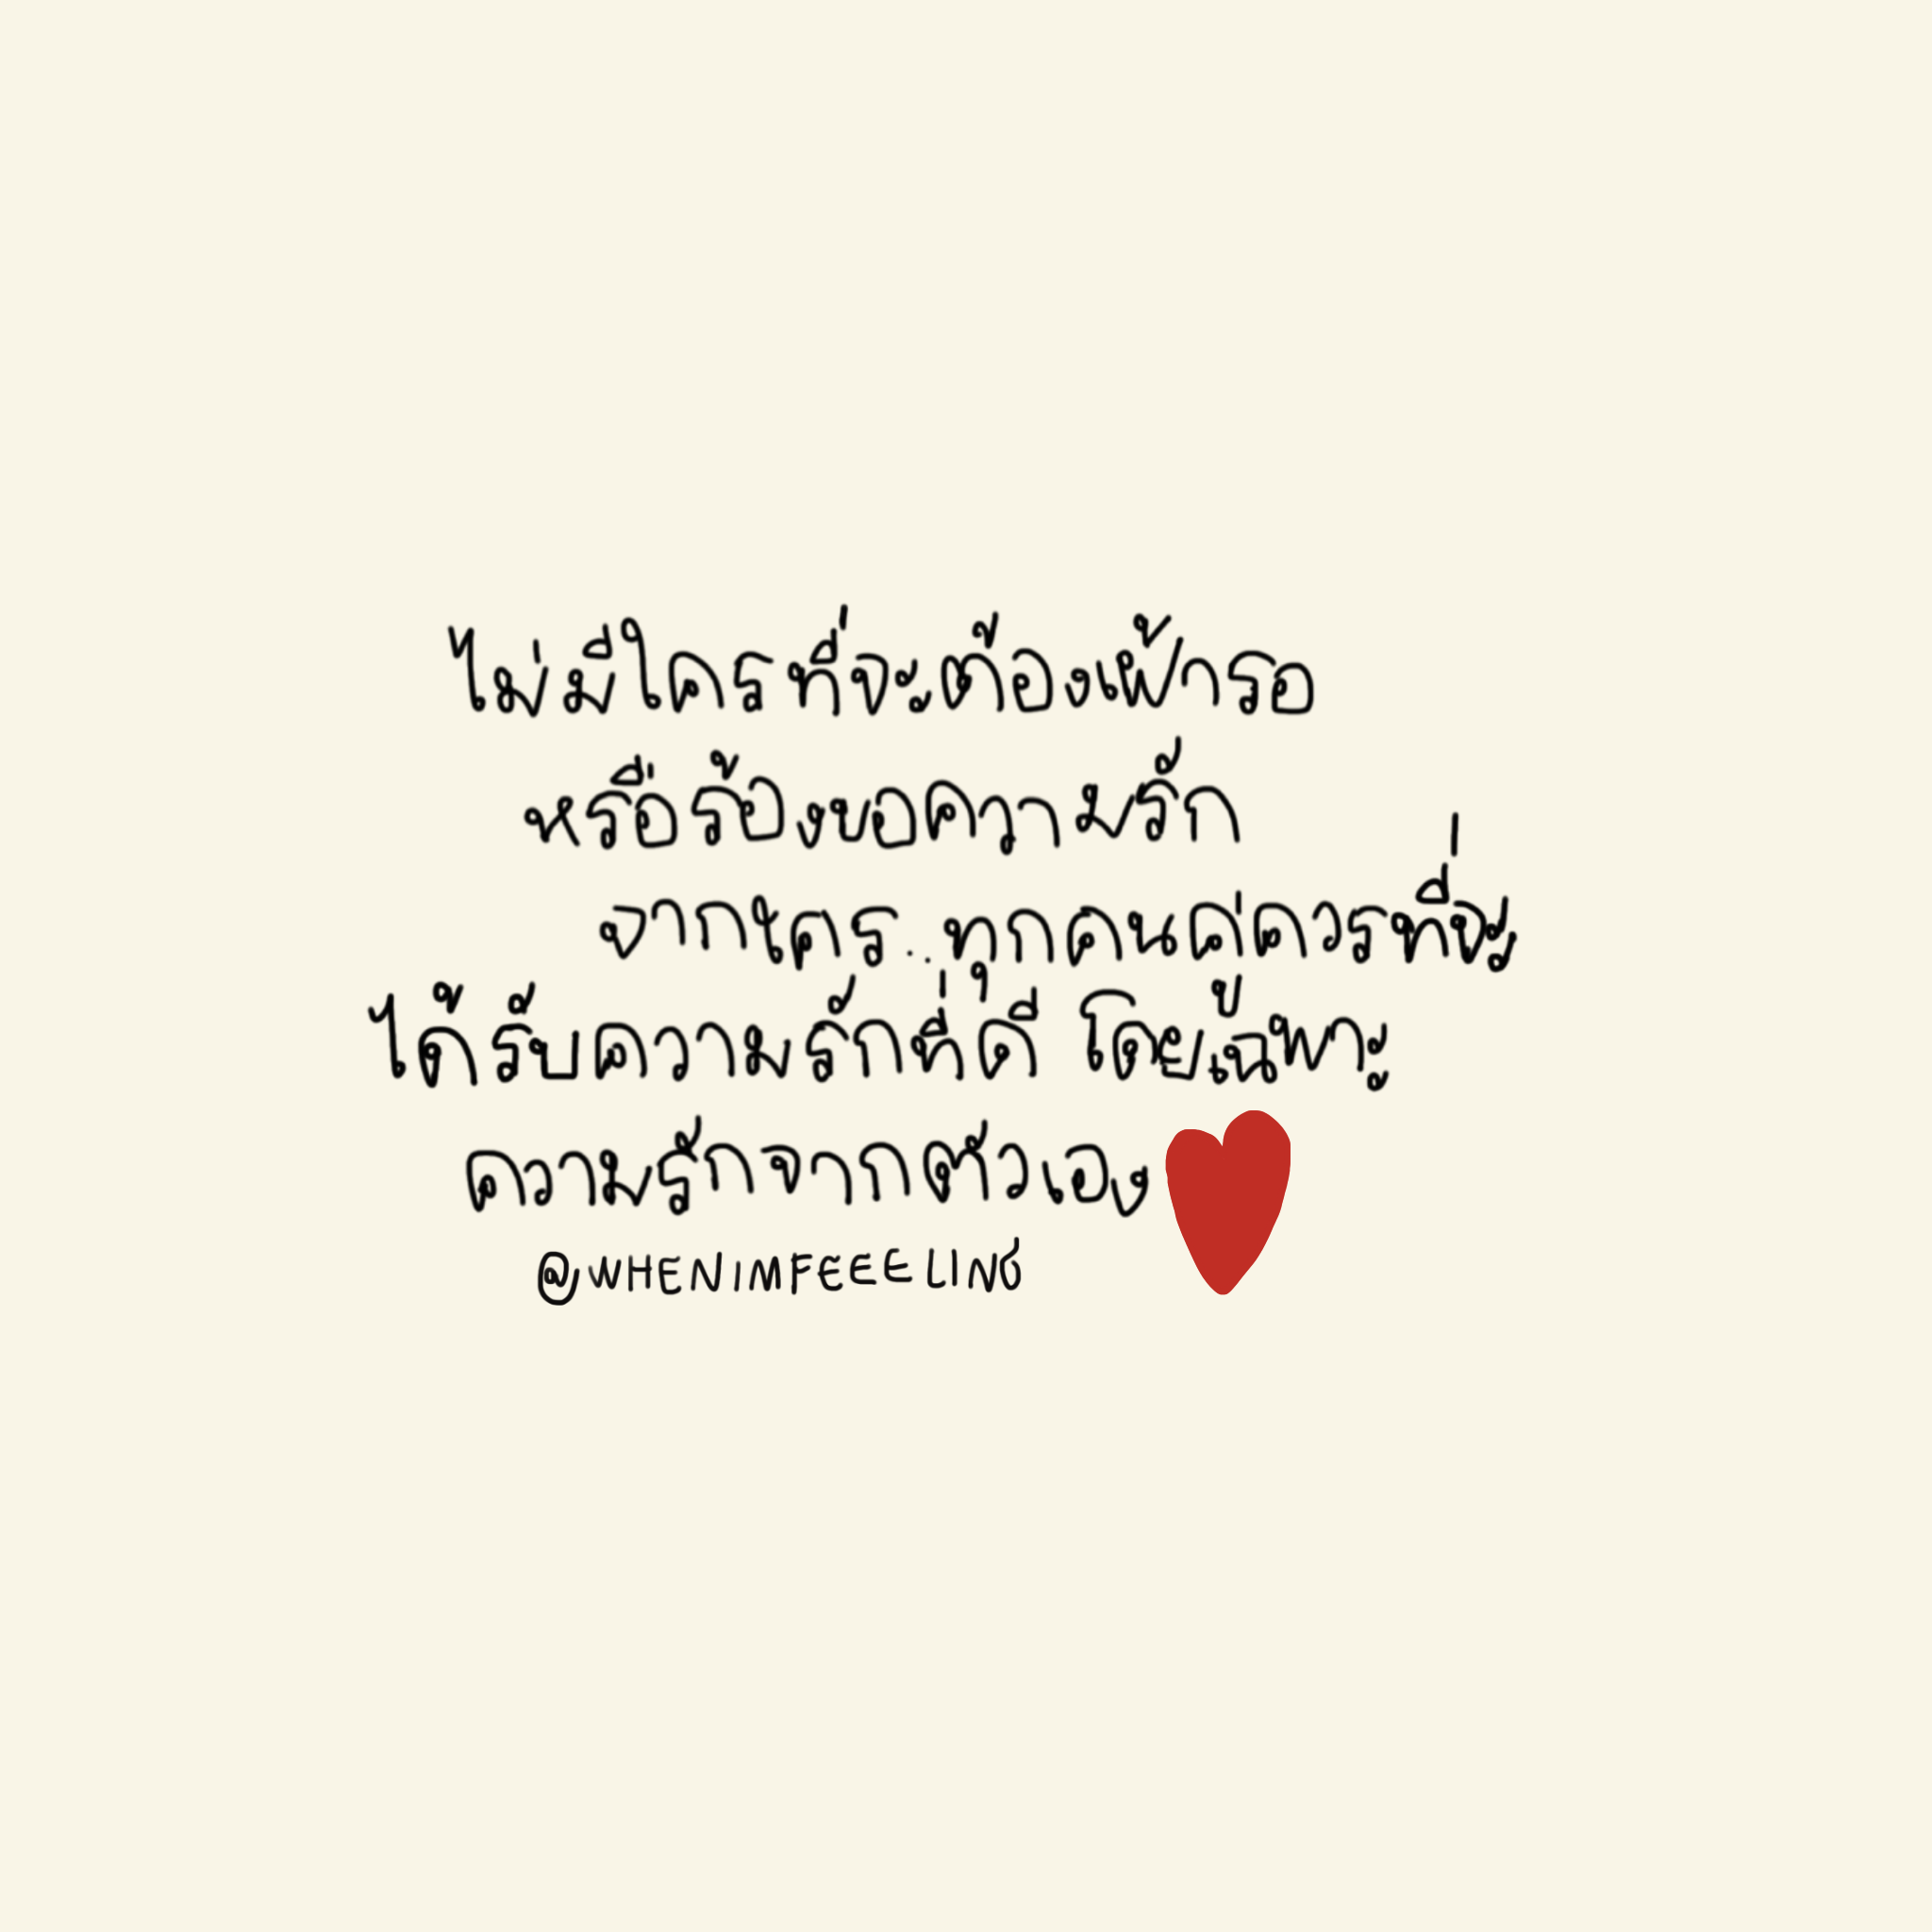 ไม่มีใครที่จะต้องเฝ้ารอ
หรือร้องขอความรัก
จากใคร..ทุกคนค่ควรที่จะ
ได้รับความรักที่ดี โดยเฉพาะ
ความรักจากตัวเอง
@WHENIMFEEELING